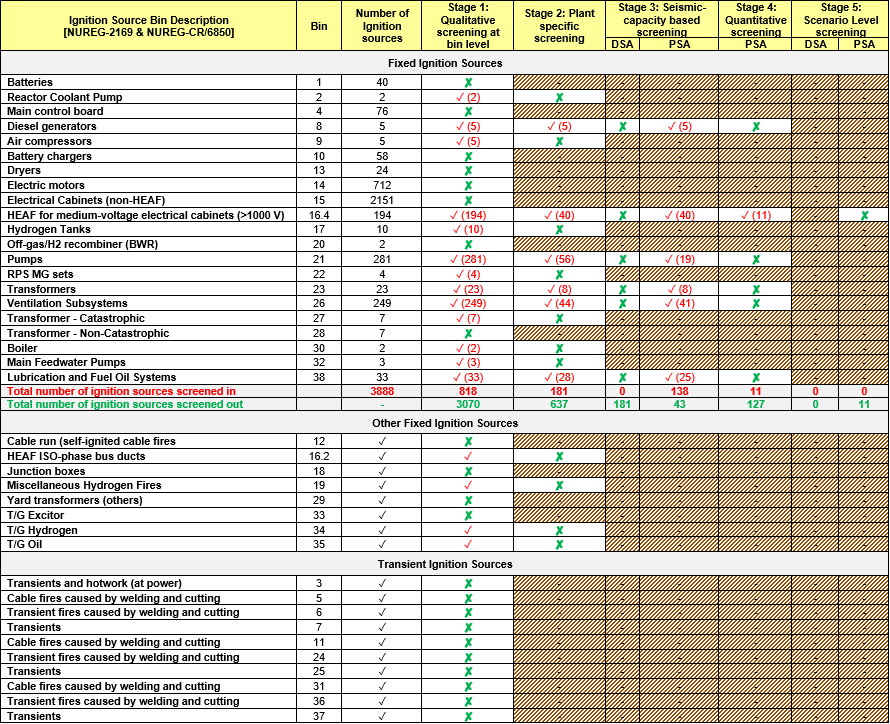 Ignition Source Bin Description [NUREG-2169 & NUREG-CR/6850] | Bin | Number of Ignition sources | Stage 1: Qualitative screening at bin level | Stage 2: Plant specific screening | Stage 3: Seismic-capacity based screening | Stage 4: Quantitative screening | Stage 5: Scenario Level screening
DSA | PSA | PSA | DSA | PSA
Fixed Ignition Sources
Batteries | 1 | 40 | ✘ | - | - | - | - | - | -
Reactor Coolant Pump | 2 | 2 | ✓ (2) | ✘ | - | - | - | - | -
Main control board | 4 | 76 | ✘ | - | - | - | - | - | -
Diesel generators | 8 | 5 | ✓ (5) | ✓ (5) | ✘ | ✓ (5) | ✘ | - | -
Air compressors | 9 | 5 | ✓ (5) | ✘ | - | - | - | - | -
Battery chargers | 10 | 58 | ✘ | - | - | - | - | - | -
Dryers | 13 | 24 | ✘ | - | - | - | - | - | -
Electric motors | 14 | 712 | ✘ | - | - | - | - | - | -
Electrical Cabinets (non-HEAF) | 15 | 2151 | ✘ | - | - | - | - | - | -
HEAF for medium-voltage electrical cabinets (>1000 V) | 16.4 | 194 | ✓ (194) | ✓ (40) | ✘ | ✓ (40) | ✓ (11) | - | ✘
Hydrogen Tanks | 17 | 10 | ✓ (10) | ✘ | - | - | - | - | -
Off-gas/H2 recombiner (BWR) | 20 | 2 | ✘ | - | - | - | - | - | -
Pumps | 21 | 281 | ✓ (281) | ✓ (56) | ✘ | ✓ (19) | ✘ | - | -
RPS MG sets | 22 | 4 | ✓ (4) | ✘ | - | - | - | - | -
Transformers | 23 | 23 | ✓ (23) | ✓ (8) | ✘ | ✓ (8) | ✘ | - | -
Ventilation Subsystems | 26 | 249 | ✓ (249) | ✓ (44) | ✘ | ✓ (41) | ✘ | - | -
Transformer - Catastrophic | 27 | 7 | ✓ (7) | ✘ | - | - | - | - | -
Transformer - Non-Catastrophic | 28 | 7 | ✘ | - | - | - | - | - | -
Boiler | 30 | 2 | ✓ (2) | ✘ | - | - | - | - | -
Main Feedwater Pumps | 32 | 3 | ✓ (3) | ✘ | - | - | - | - | -
Lubrication and Fuel Oil Systems | 38 | 33 | ✓ (33) | ✓ (28) | ✘ | ✓ (25) | ✘ | - | -
Total number of ignition sources screened in | 3888 | 818 | 181 | 0 | 138 | 11 | 0 | 0
Total number of ignition sources screened out | - | 3070 | 637 | 181 | 43 | 127 | 0 | 11
Other Fixed Ignition Sources
Cable run (self-ignited cable fires | 12 | ✓ | ✘ | - | - | - | - | - | -
HEAF ISO-phase bus ducts | 16.2 | ✓ | ✓ | ✘ | - | - | - | - | -
Junction boxes | 18 | ✓ | ✘ | - | - | - | - | - | -
Miscellaneous Hydrogen Fires | 19 | ✓ | ✓ | ✘ | - | - | - | - | -
Yard transformers (others) | 29 | ✓ | ✘ | - | - | - | - | - | -
T/G Excitor | 33 | ✓ | ✘ | - | - | - | - | - | -
T/G Hydrogen | 34 | ✓ | ✓ | ✘ | - | - | - | - | -
T/G Oil | 35 | ✓ | ✓ | ✘ | - | - | - | - | -
Transient Ignition Sources
Transients and hotwork (at power) | 3 | ✓ | ✘ | - | - | - | - | - | -
Cable fires caused by welding and cutting | 5 | ✓ | ✘ | - | - | - | - | - | -
Transient fires caused by welding and cutting | 6 | ✓ | ✘ | - | - | - | - | - | -
Transients | 7 | ✓ | ✘ | - | - | - | - | - | -
Cable fires caused by welding and cutting | 11 | ✓ | ✘ | - | - | - | - | - | -
Transient fires caused by welding and cutting | 24 | ✓ | ✘ | - | - | - | - | - | -
Transients | 25 | ✓ | ✘ | - | - | - | - | - | -
Cable fires caused by welding and cutting | 31 | ✓ | ✘ | - | - | - | - | - | -
Transient fires caused by welding and cutting | 36 | ✓ | ✘ | - | - | - | - | - | -
Transients | 37 | ✓ | ✘ | - | - | - | - | - | -